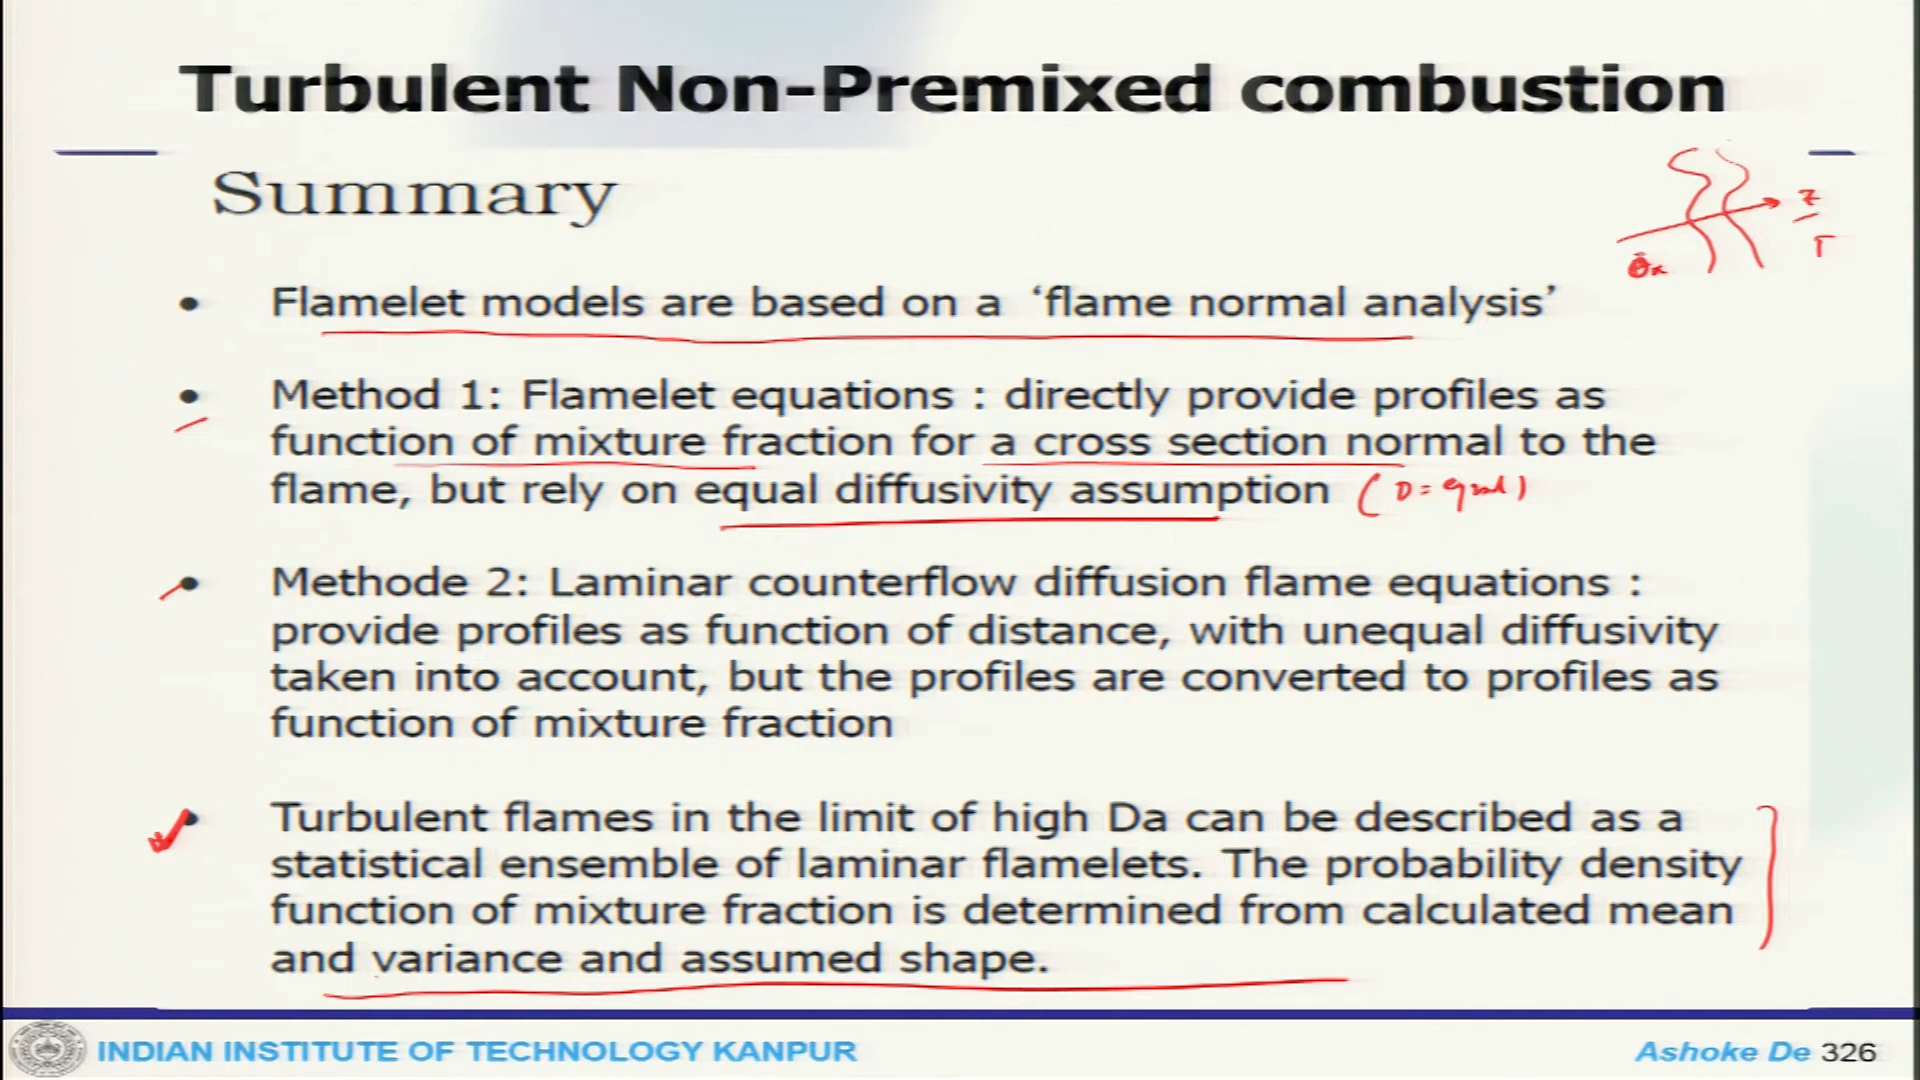 Turbulent Non-Premixed combustion
Summary
Z
• Flamelet models are based on a ‘flame normal analysis’
• Method 1: Flamelet equations : directly provide profiles as
function of mixture fraction for a cross section normal to the
flame, but rely on equal diffusivity assumption
• Methode 2: Laminar counterflow diffusion flame equations :
provide profiles as function of distance, with unequal diffusivity
taken into account, but the profiles are converted to profiles as
function of mixture fraction
• Turbulent flames in the limit of high Da can be described as a
statistical ensemble of laminar flamelets. The probability density
function of mixture fraction is determined from calculated mean
and variance and assumed shape.
INDIAN INSTITUTE OF TECHNOLOGY KANPUR
Ashoke De 326